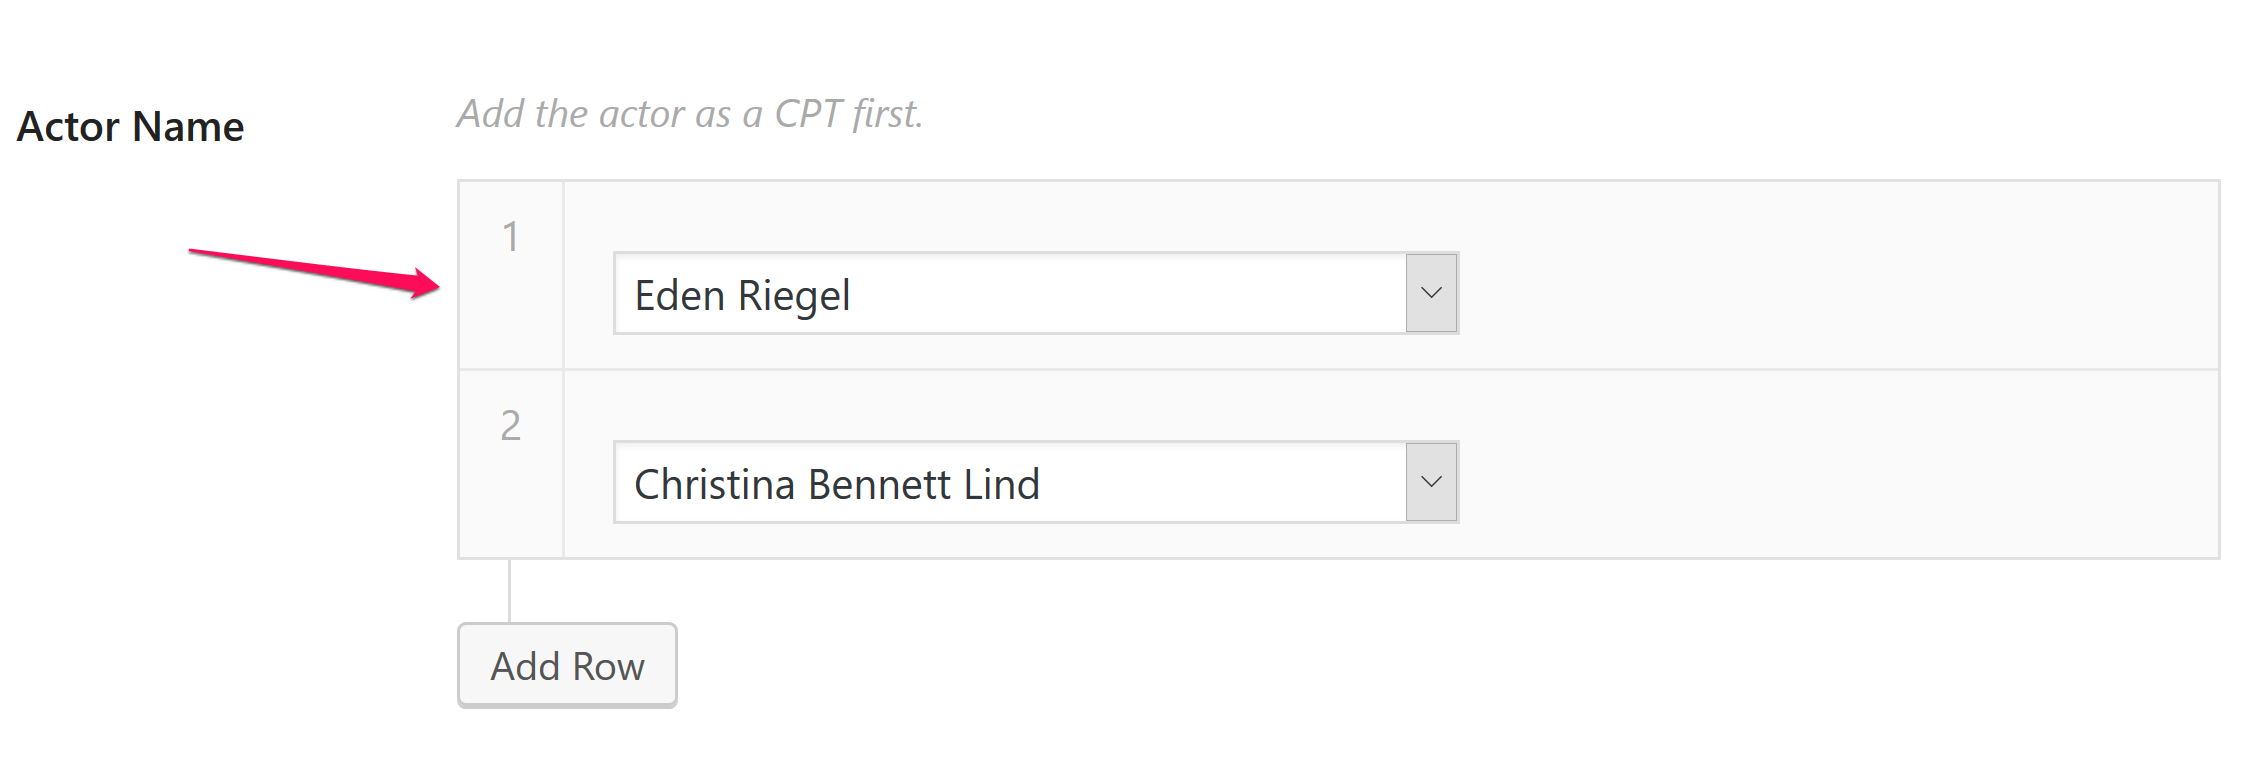 Actor Name
Add the actor as a CPT first.
1
Eden Riegel
2
Christina Bennett Lind
Add Row